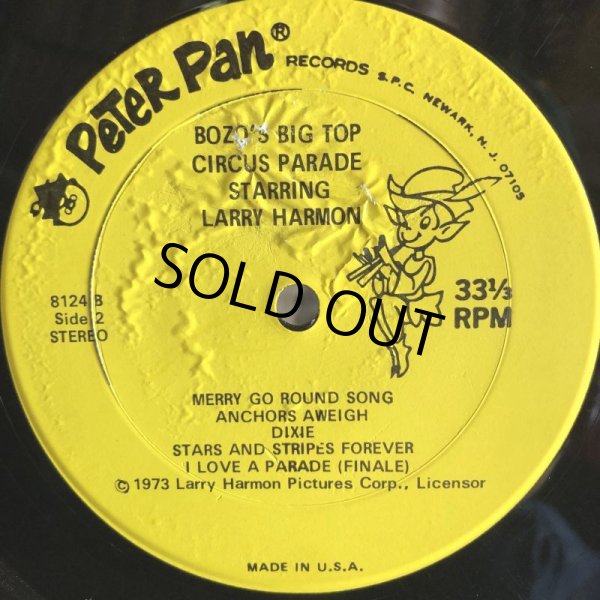 PETER PAN®
RECORDS S.P.C. NEWARK, N. J. 07105
BOZO'S BIG TOP
CIRCUS PARADE
STARRING
LARRY HARMON
8124 B
Side 2
STEREO
33⅓
RPM
SOLD OUT
MERRY GO ROUND SONG
ANCHORS AWEIGH
DIXIE
STARS AND STRIPES FOREVER
I LOVE A PARADE (FINALE)
© 1973 Larry Harmon Pictures Corp., Licensor
MADE IN U.S.A.